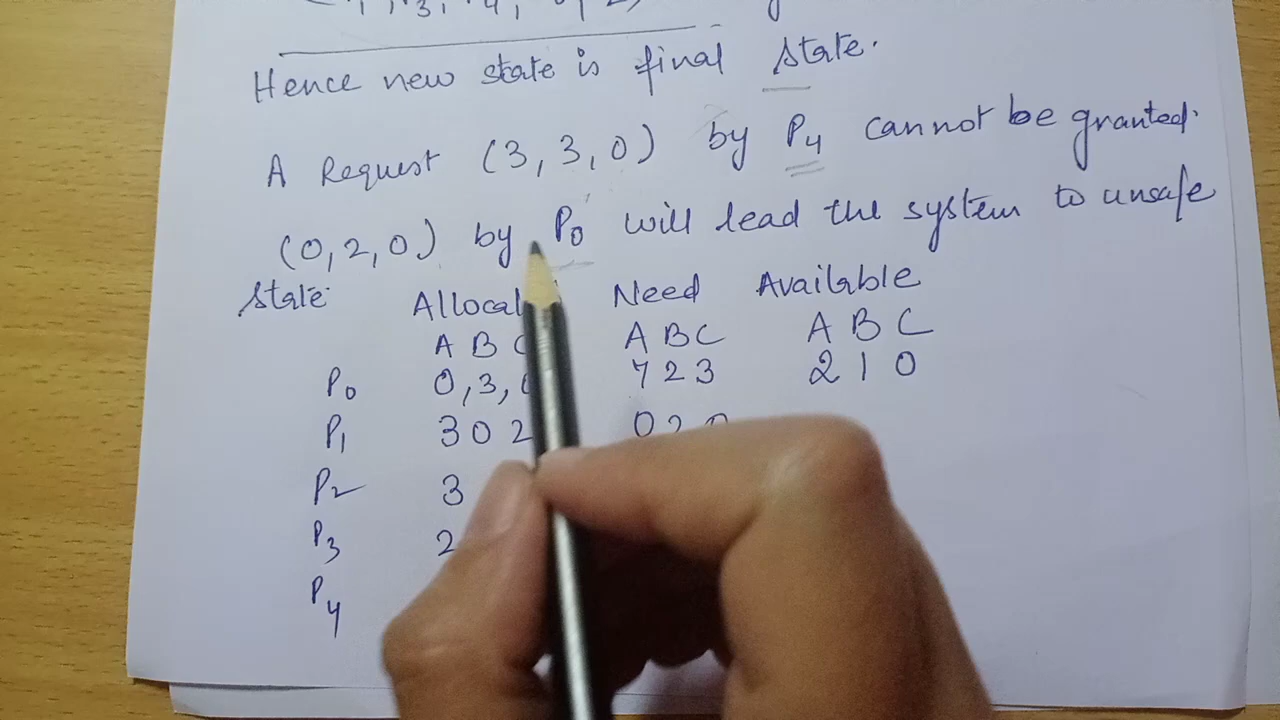 Hence new state is final state.
A Request (3, 3, 0) by P4 cannot be granted.
(0, 2, 0) by P0 will lead the system to unsafe
state. Need Available
A B A B C A B C
P0 0, 3, 7 2 3 2 1 0
P1 3 0 2 0 2
P2 3
P3 2
P4